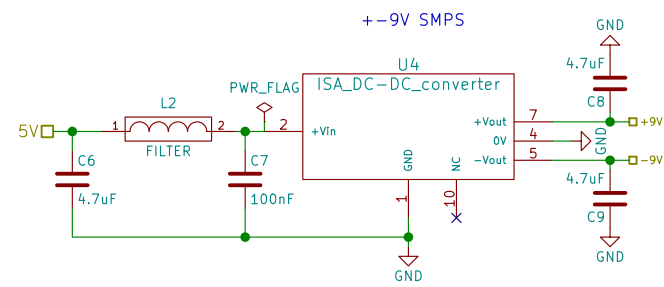 +-9V SMPS
GND
U4
4.7uF
ISA_DC-DC_converter
PWR_FLAG
C8
L2
7
+Vout
+9V
5V
1
2
2
+Vin
4
0V
GND
FILTER
5
-Vout
-9V
C6
C7
GND
NC
4.7uF
4.7uF
100nF
1
10
C9
GND
GND